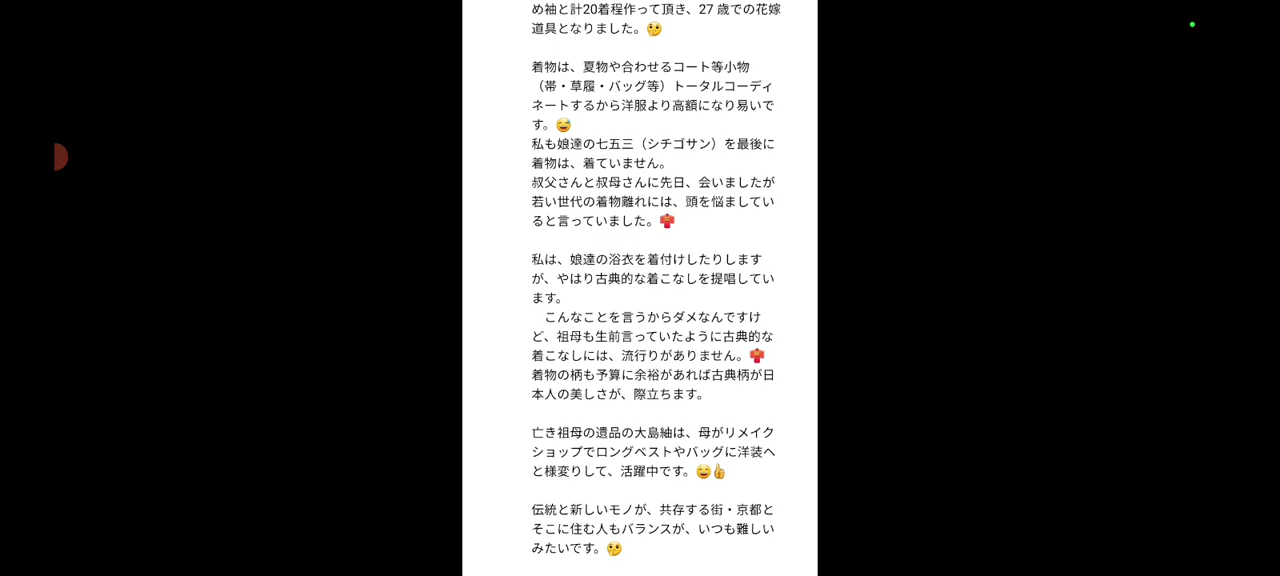 め袖と計20着程作って頂き、27 歳での花嫁
道具となりました。🤔
着物は、夏物や合わせるコート等小物
（帯・草履・バッグ等）トータルコーディ
ネートするから洋服より高額になり易いで
す。😅
私も娘達の七五三（シチゴサン）を最後に
着物は、着ていません。
叔父さんと叔母さんに先日、会いましたが
若い世代の着物離れには、頭を悩ましてい
ると言っていました。👘
私は、娘達の浴衣を着付けしたりします
が、やはり古典的な着こなしを提唱してい
ます。
　こんなことを言うからダメなんですけ
ど、祖母も生前言っていたように古典的な
着こなしには、流行りがありません。👘
着物の柄も予算に余裕があれば古典柄が日
本人の美しさが、際立ちます。
亡き祖母の遺品の大島紬は、母がリメイク
ショップでロングベストやバッグに洋装へ
と様変りして、活躍中です。😄👍
伝統と新しいモノが、共存する街・京都と
そこに住む人もバランスが、いつも難しい
みたいです。🤔